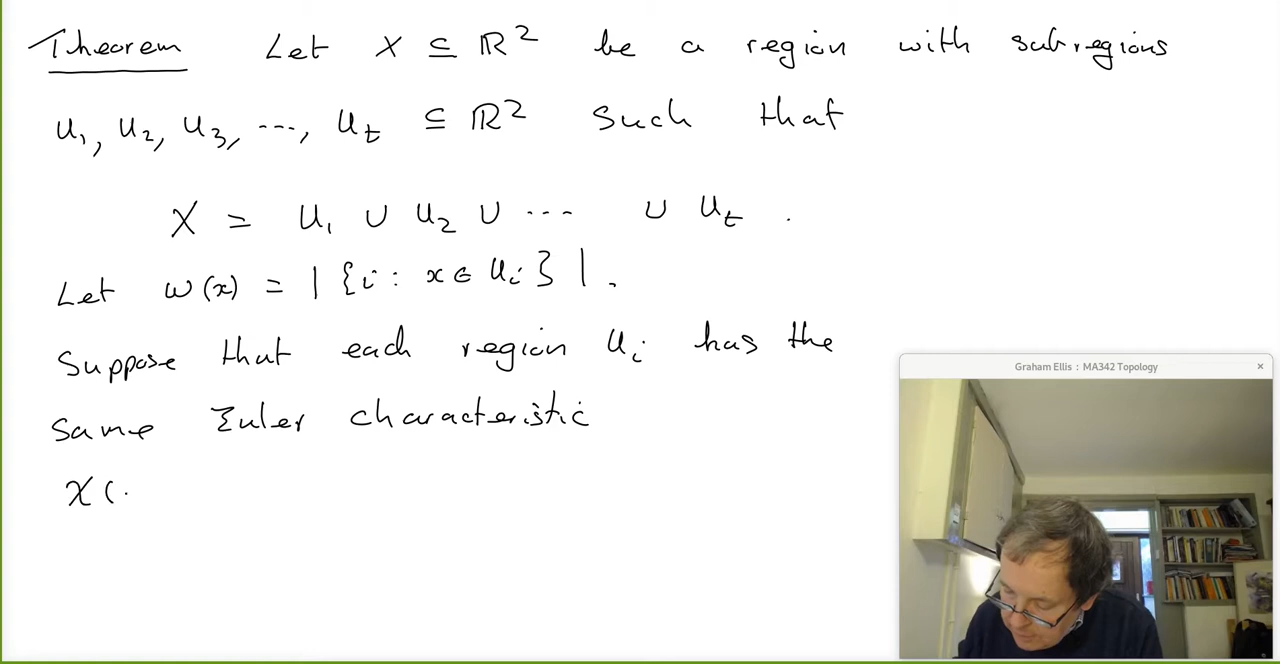 Theorem Let X ⊆ ℝ² be a region with subregions
U₁, U₂, U₃, ..., Uₜ ⊆ ℝ² such that
X = U₁ ∪ U₂ ∪ ... ∪ Uₜ .
Let w(x) = | {i : x ∈ Uᵢ} | .
Suppose that each region Uᵢ has the
same Euler characteristic
χ(
Graham Ellis : MA342 Topology ×